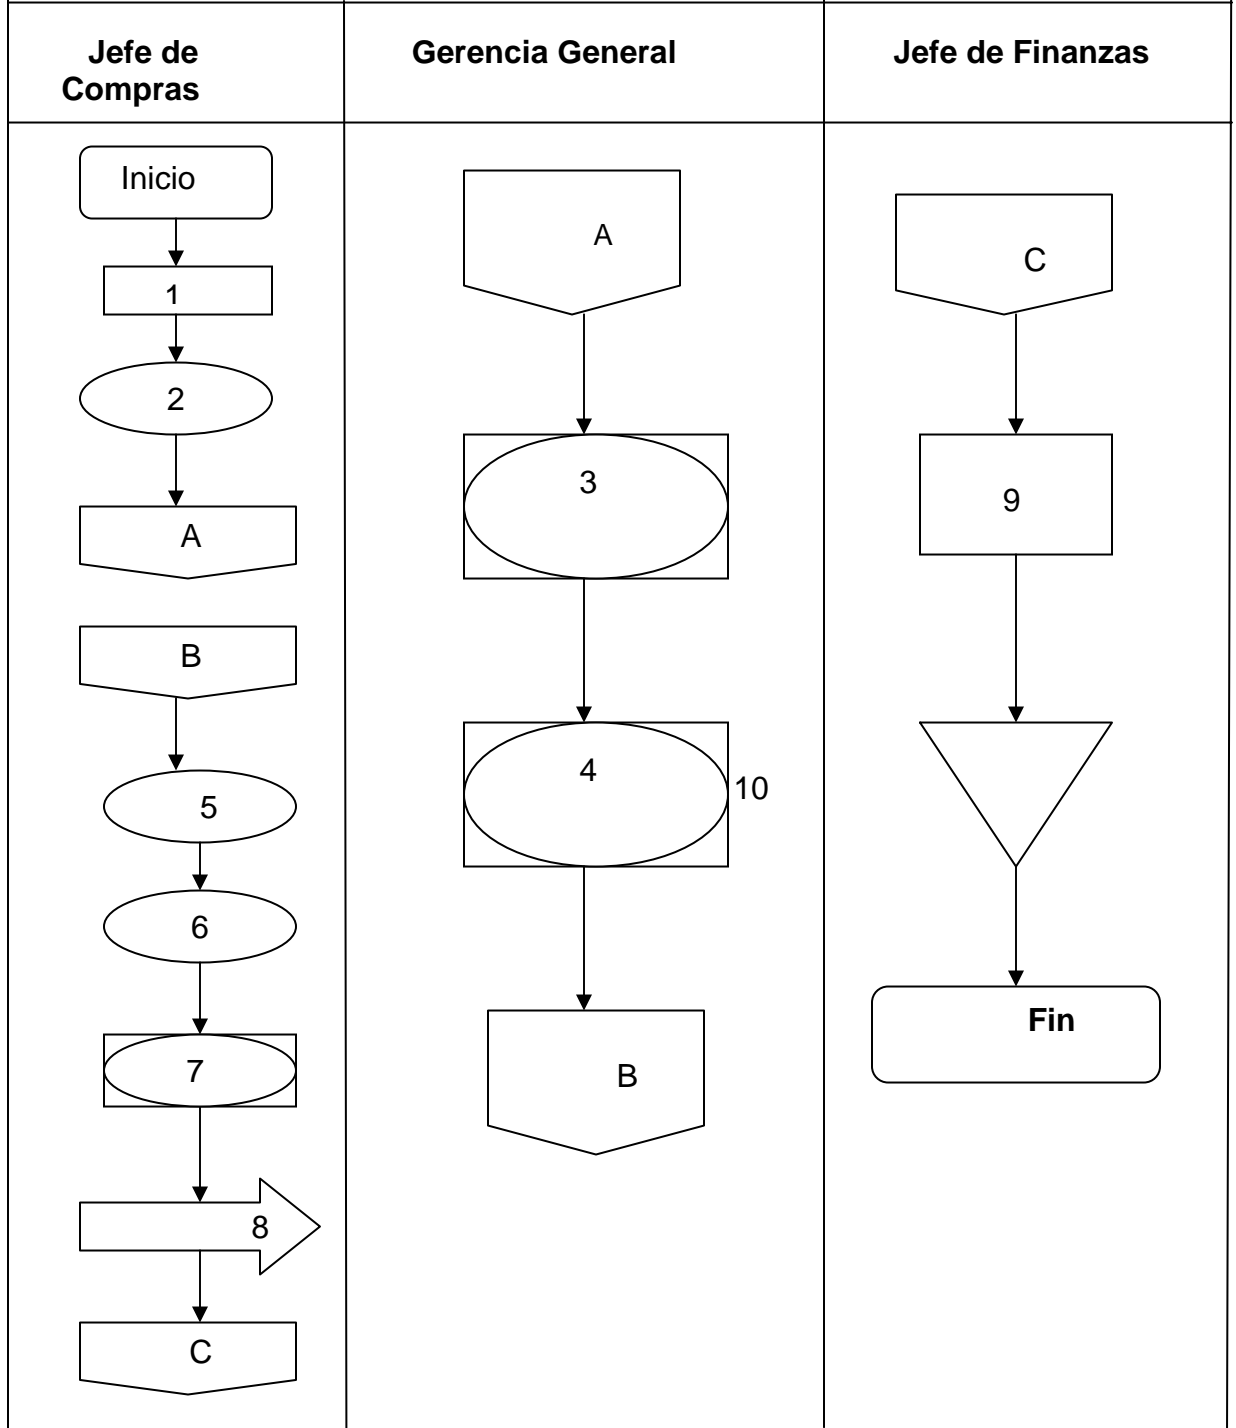 Jefe de
Compras
Gerencia General
Jefe de Finanzas
Inicio
1
2
A
B
5
6
7
8
C
A
3
4
10
B
C
9
Fin